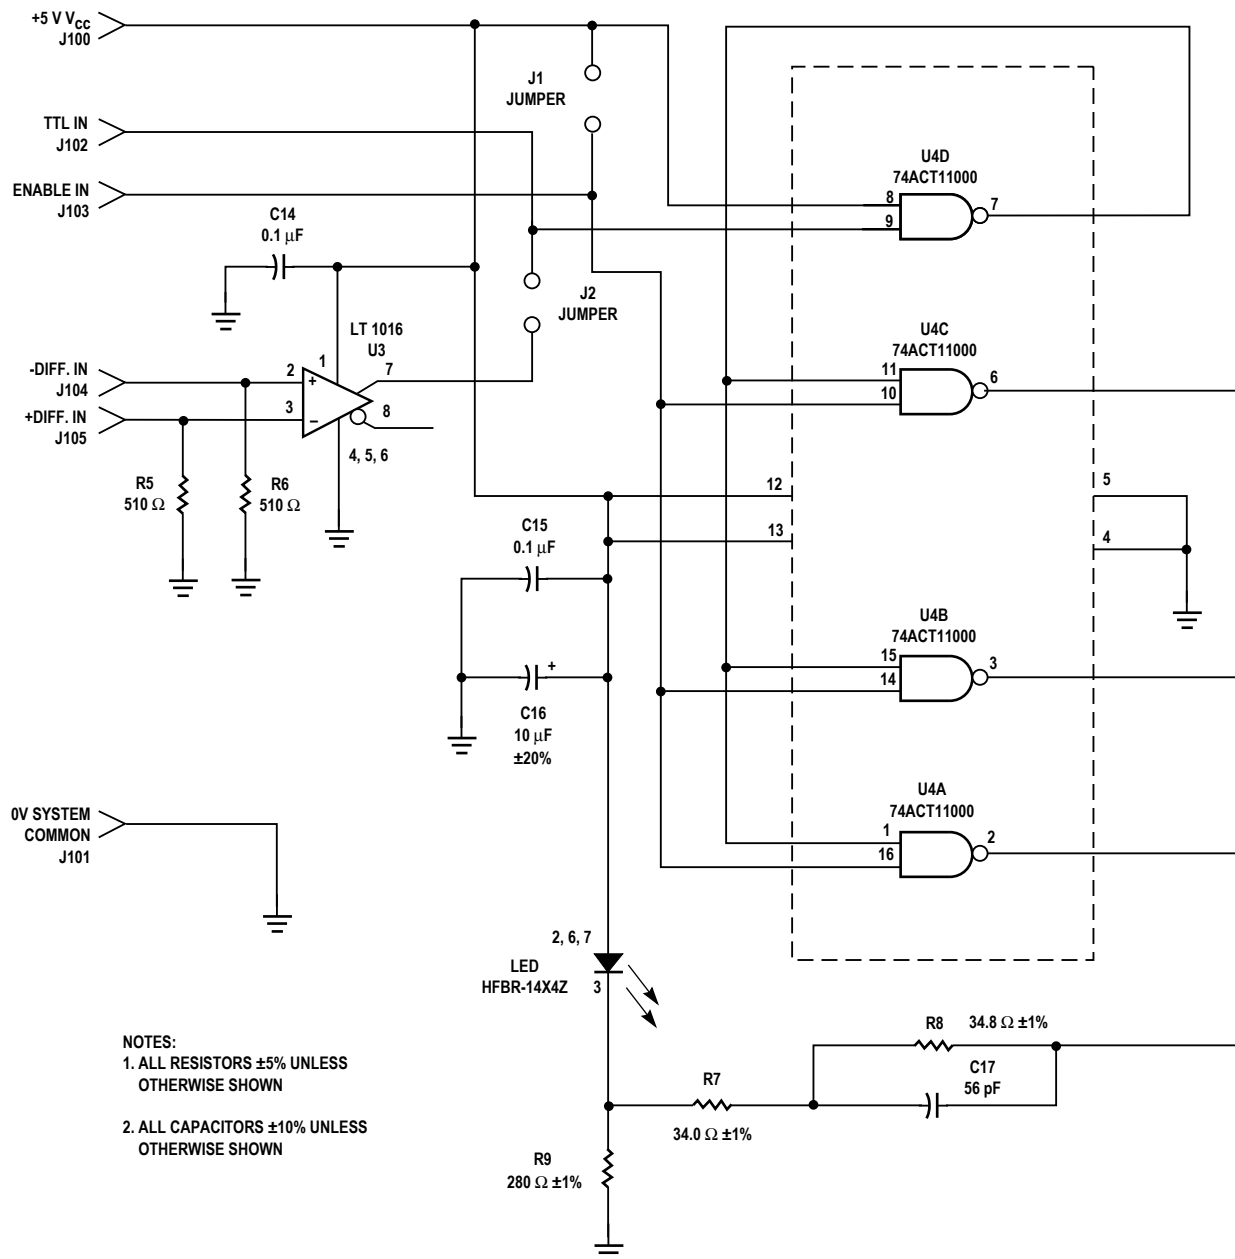 +5 V VCC
J100
TTL IN
J102
ENABLE IN
J103
J1
JUMPER
C14
0.1 µF
J2
JUMPER
LT 1016
U3
1
7
2
+
3
–
8
4, 5, 6
-DIFF. IN
J104
+DIFF. IN
J105
R5
510 Ω
R6
510 Ω
U4D
74ACT11000
8
9
7
U4C
74ACT11000
11
10
6
12
13
5
4
C15
0.1 µF
+
C16
10 µF
±20%
U4B
74ACT11000
15
14
3
U4A
74ACT11000
1
16
2
0V SYSTEM
COMMON
J101
2, 6, 7
LED
HFBR-14X4Z
3
R8
34.8 Ω ±1%
C17
56 pF
R7
34.0 Ω ±1%
R9
280 Ω ±1%
NOTES:
1. ALL RESISTORS ±5% UNLESS
OTHERWISE SHOWN
2. ALL CAPACITORS ±10% UNLESS
OTHERWISE SHOWN